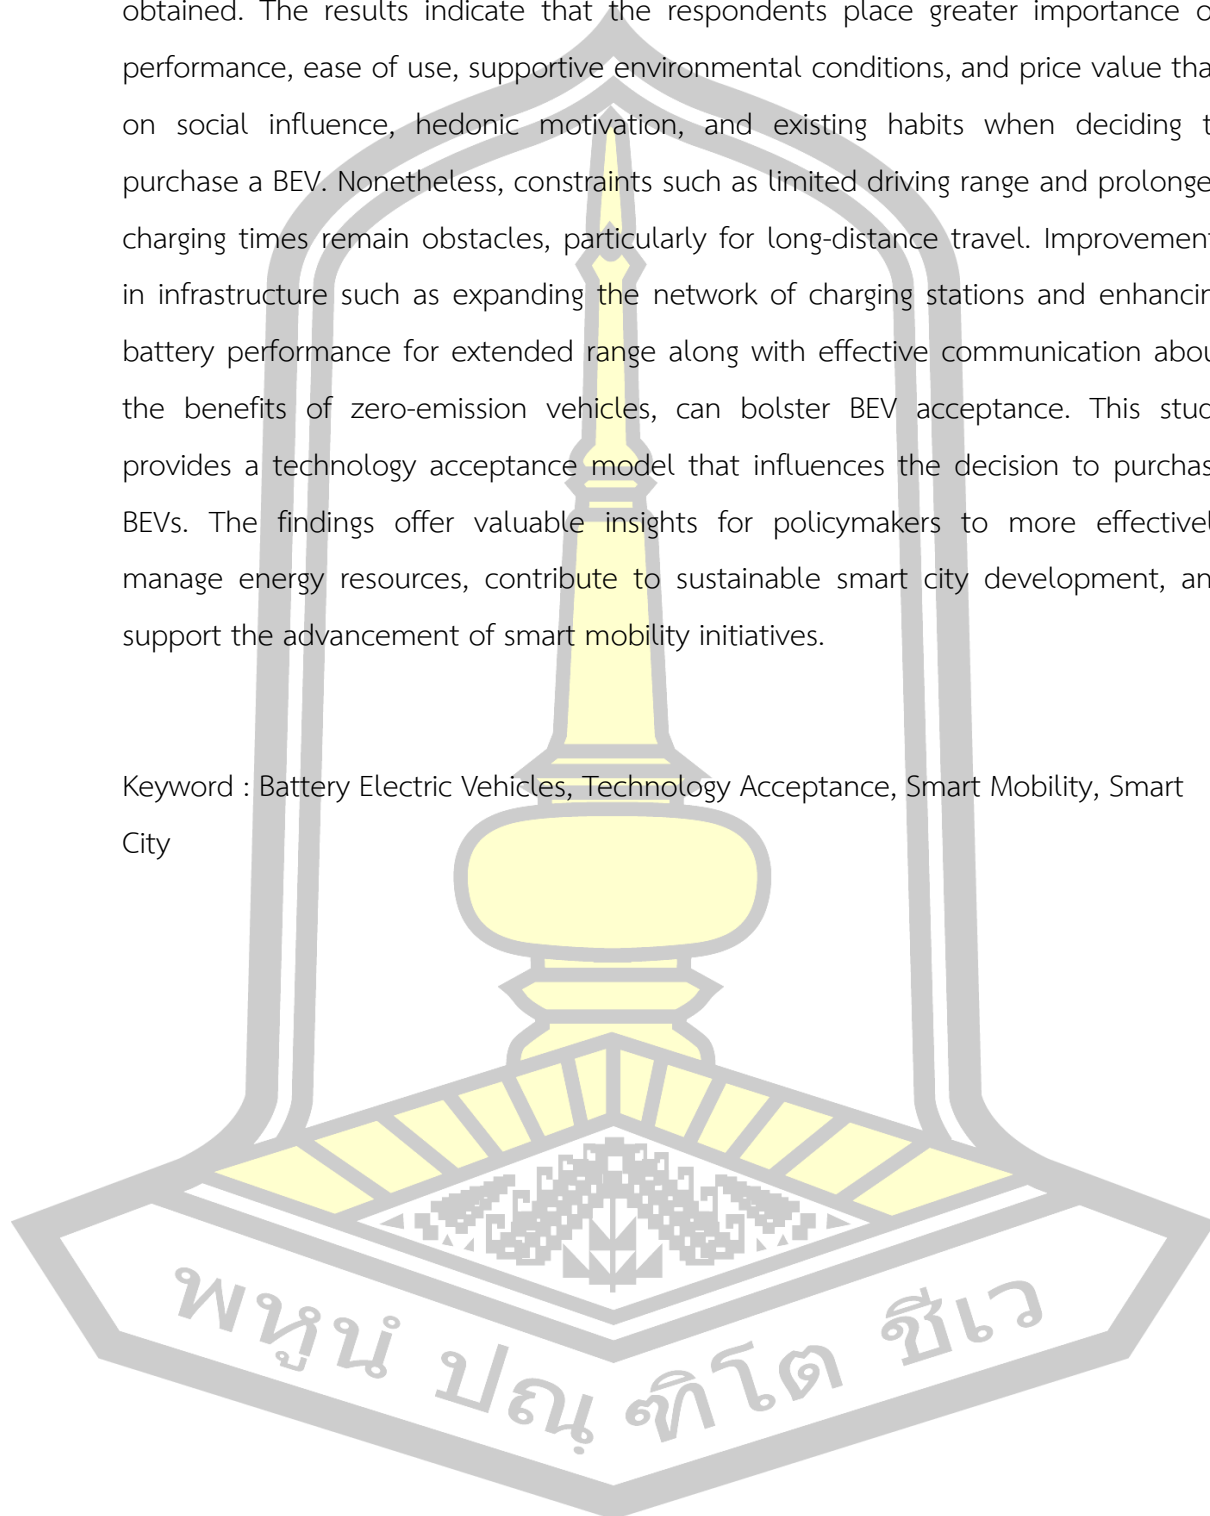 obtained. The results indicate that the respondents place greater importance o
performance, ease of use, supportive environmental conditions, and price value tha
on social influence, hedonic motivation, and existing habits when deciding t
purchase a BEV. Nonetheless, constraints such as limited driving range and prolonge
charging times remain obstacles, particularly for long-distance travel. Improvement
in infrastructure such as expanding the network of charging stations and enhancin
battery performance for extended range along with effective communication abou
the benefits of zero-emission vehicles, can bolster BEV acceptance. This stud
provides a technology acceptance model that influences the decision to purchas
BEVs. The findings offer valuable insights for policymakers to more effectivel
manage energy resources, contribute to sustainable smart city development, an
support the advancement of smart mobility initiatives.
Keyword : Battery Electric Vehicles, Technology Acceptance, Smart Mobility, Smart
City
พหูนํ ปณฺฑิโต ชีเว